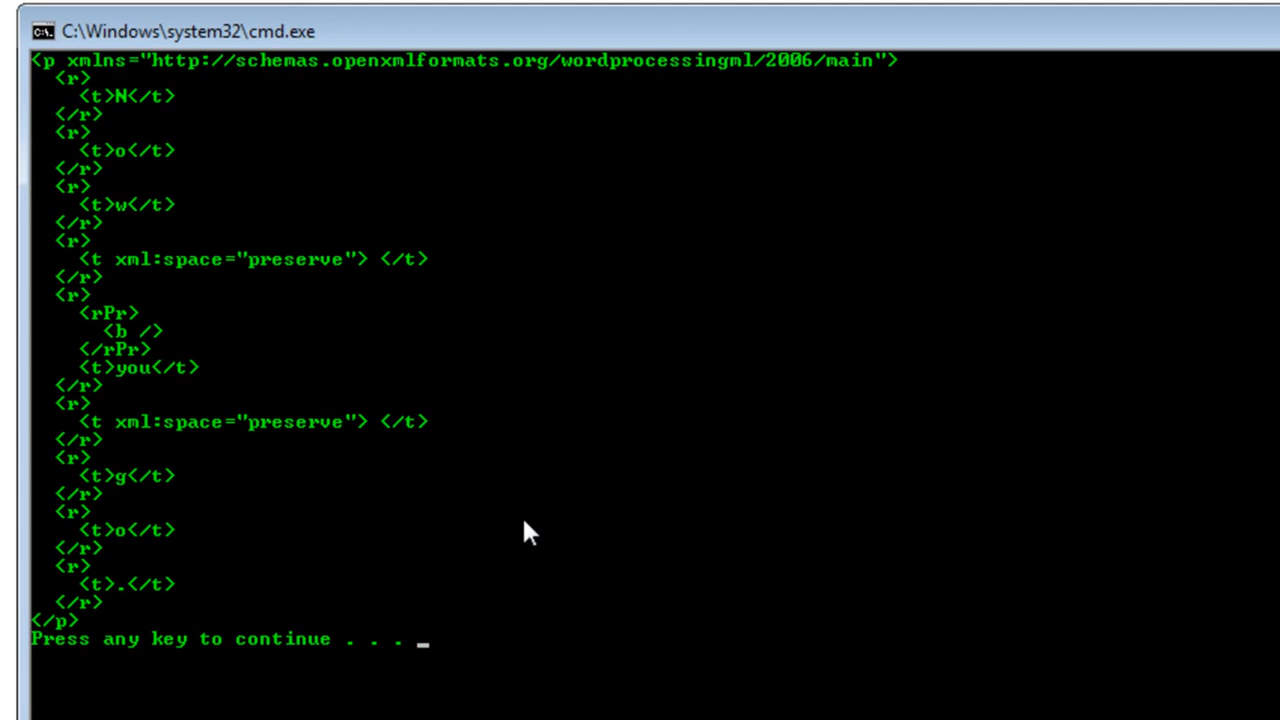 C:\Windows\system32\cmd.exe
<p xmlns="http://schemas.openxmlformats.org/wordprocessingml/2006/main">
  <r>
    <t>N</t>
  </r>
  <r>
    <t>o</t>
  </r>
  <r>
    <t>w</t>
  </r>
  <r>
    <t xml:space="preserve"> </t>
  </r>
  <r>
    <rPr>
      <b />
    </rPr>
    <t>you</t>
  </r>
  <r>
    <t xml:space="preserve"> </t>
  </r>
  <r>
    <t>g</t>
  </r>
  <r>
    <t>o</t>
  </r>
  <r>
    <t>.</t>
  </r>
</p>
Press any key to continue . . . _